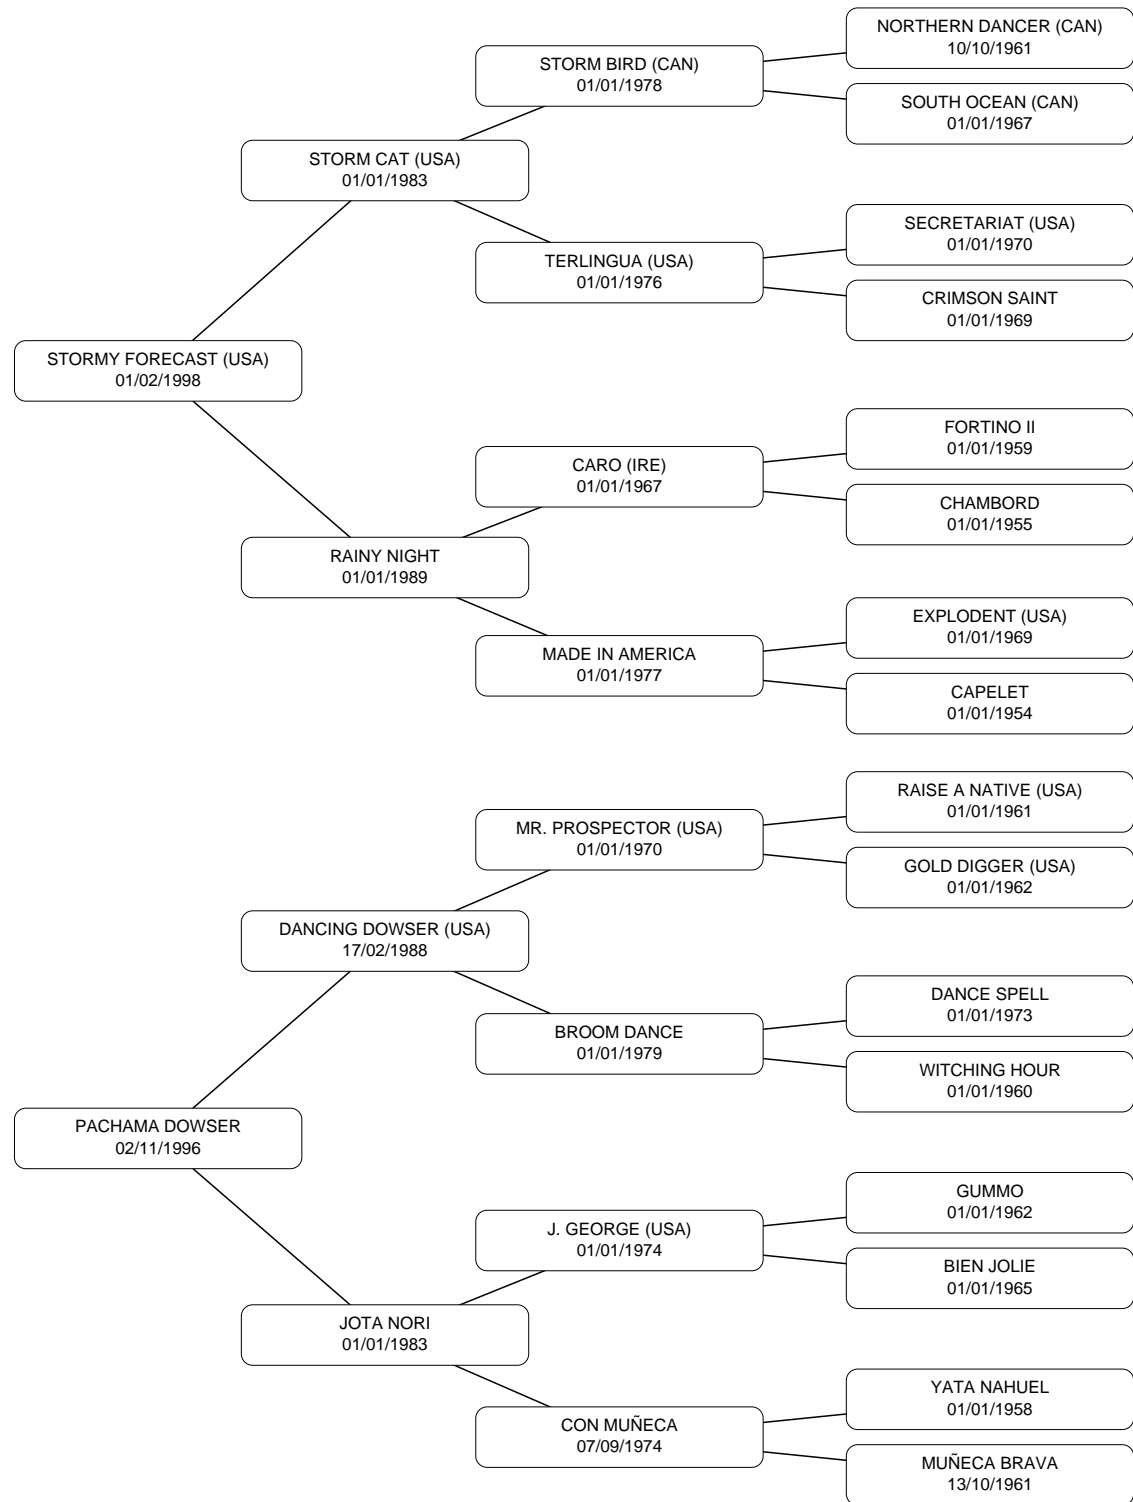 NORTHERN DANCER (CAN)
10/10/1961
STORM BIRD (CAN)
01/01/1978
SOUTH OCEAN (CAN)
01/01/1967
STORM CAT (USA)
01/01/1983
SECRETARIAT (USA)
01/01/1970
TERLINGUA (USA)
01/01/1976
CRIMSON SAINT
01/01/1969
STORMY FORECAST (USA)
01/02/1998
FORTINO II
01/01/1959
CARO (IRE)
01/01/1967
CHAMBORD
01/01/1955
RAINY NIGHT
01/01/1989
EXPLODENT (USA)
01/01/1969
MADE IN AMERICA
01/01/1977
CAPELET
01/01/1954
RAISE A NATIVE (USA)
01/01/1961
MR. PROSPECTOR (USA)
01/01/1970
GOLD DIGGER (USA)
01/01/1962
DANCING DOWSER (USA)
17/02/1988
DANCE SPELL
01/01/1973
BROOM DANCE
01/01/1979
WITCHING HOUR
01/01/1960
PACHAMA DOWSER
02/11/1996
GUMMO
01/01/1962
J. GEORGE (USA)
01/01/1974
BIEN JOLIE
01/01/1965
JOTA NORI
01/01/1983
YATA NAHUEL
01/01/1958
CON MUÑECA
07/09/1974
MUÑECA BRAVA
13/10/1961